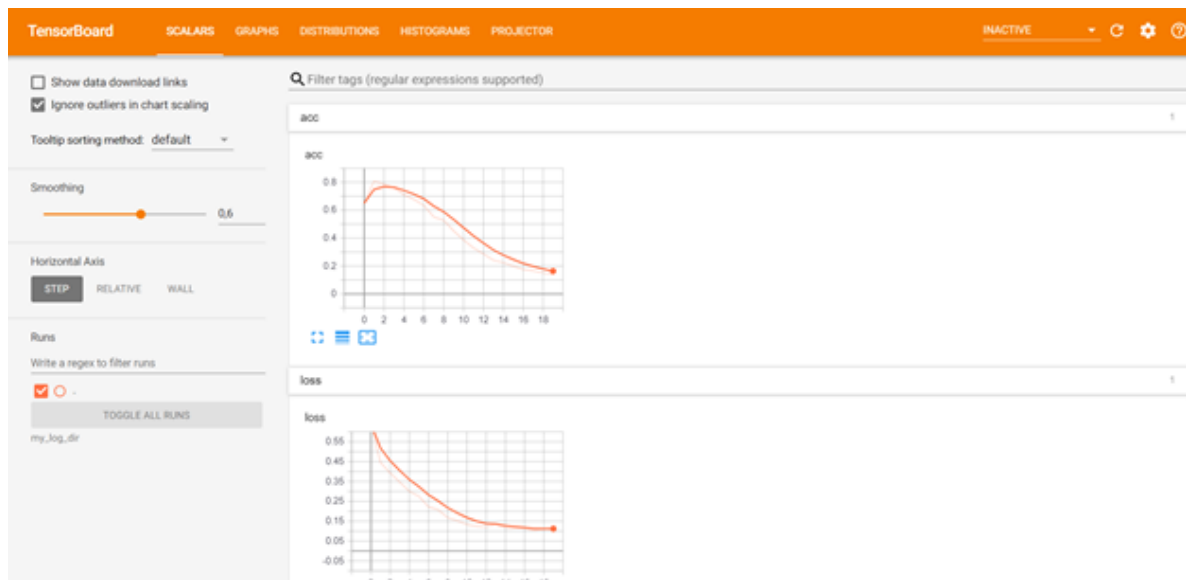 TensorBoard SCALARS GRAPHS DISTRIBUTIONS HISTOGRAMS PROJECTOR INACTIVE
Show data download links
Ignore outliers in chart scaling
Tooltip sorting method: default
Smoothing
0,6
Horizontal Axis
STEP RELATIVE WALL
Runs
Write a regex to filter runs
-
TOGGLE ALL RUNS
my_log_dir
Filter tags (regular expressions supported)
acc 1
acc
0.8
0.6
0.4
0.2
0
0 2 4 6 8 10 12 14 16 18
loss 1
loss
0.55
0.45
0.35
0.25
0.15
0.05
-0.05